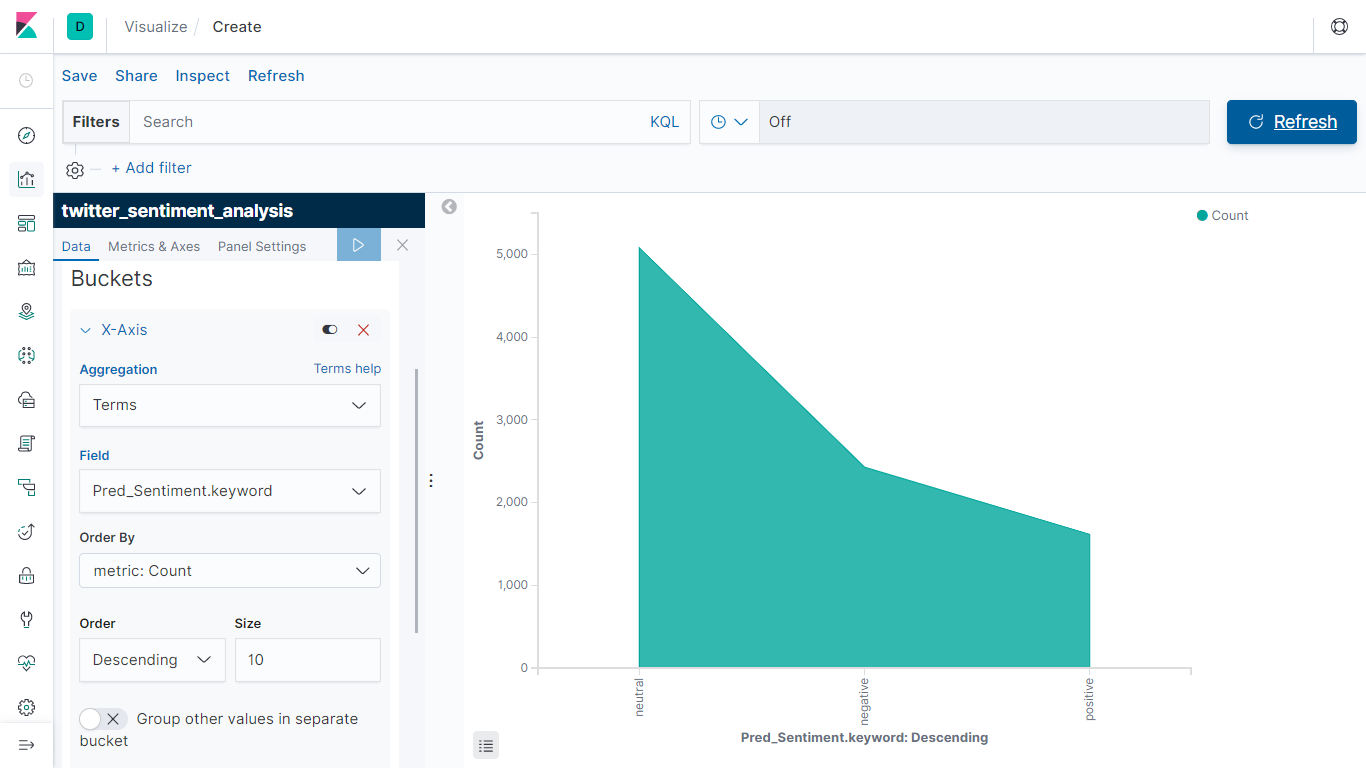 D
Visualize / Create
Save Share Inspect Refresh
Filters Search KQL Off Refresh
+ Add filter
twitter_sentiment_analysis
Data Metrics & Axes Panel Settings
Buckets
X-Axis
Aggregation Terms help
Terms
Field
Pred_Sentiment.keyword
Order By
metric: Count
Order Size
Descending 10
Group other values in separate
bucket
Count
5,000
4,000
3,000
2,000
1,000
0
Count
neutral
negative
positive
Pred_Sentiment.keyword: Descending